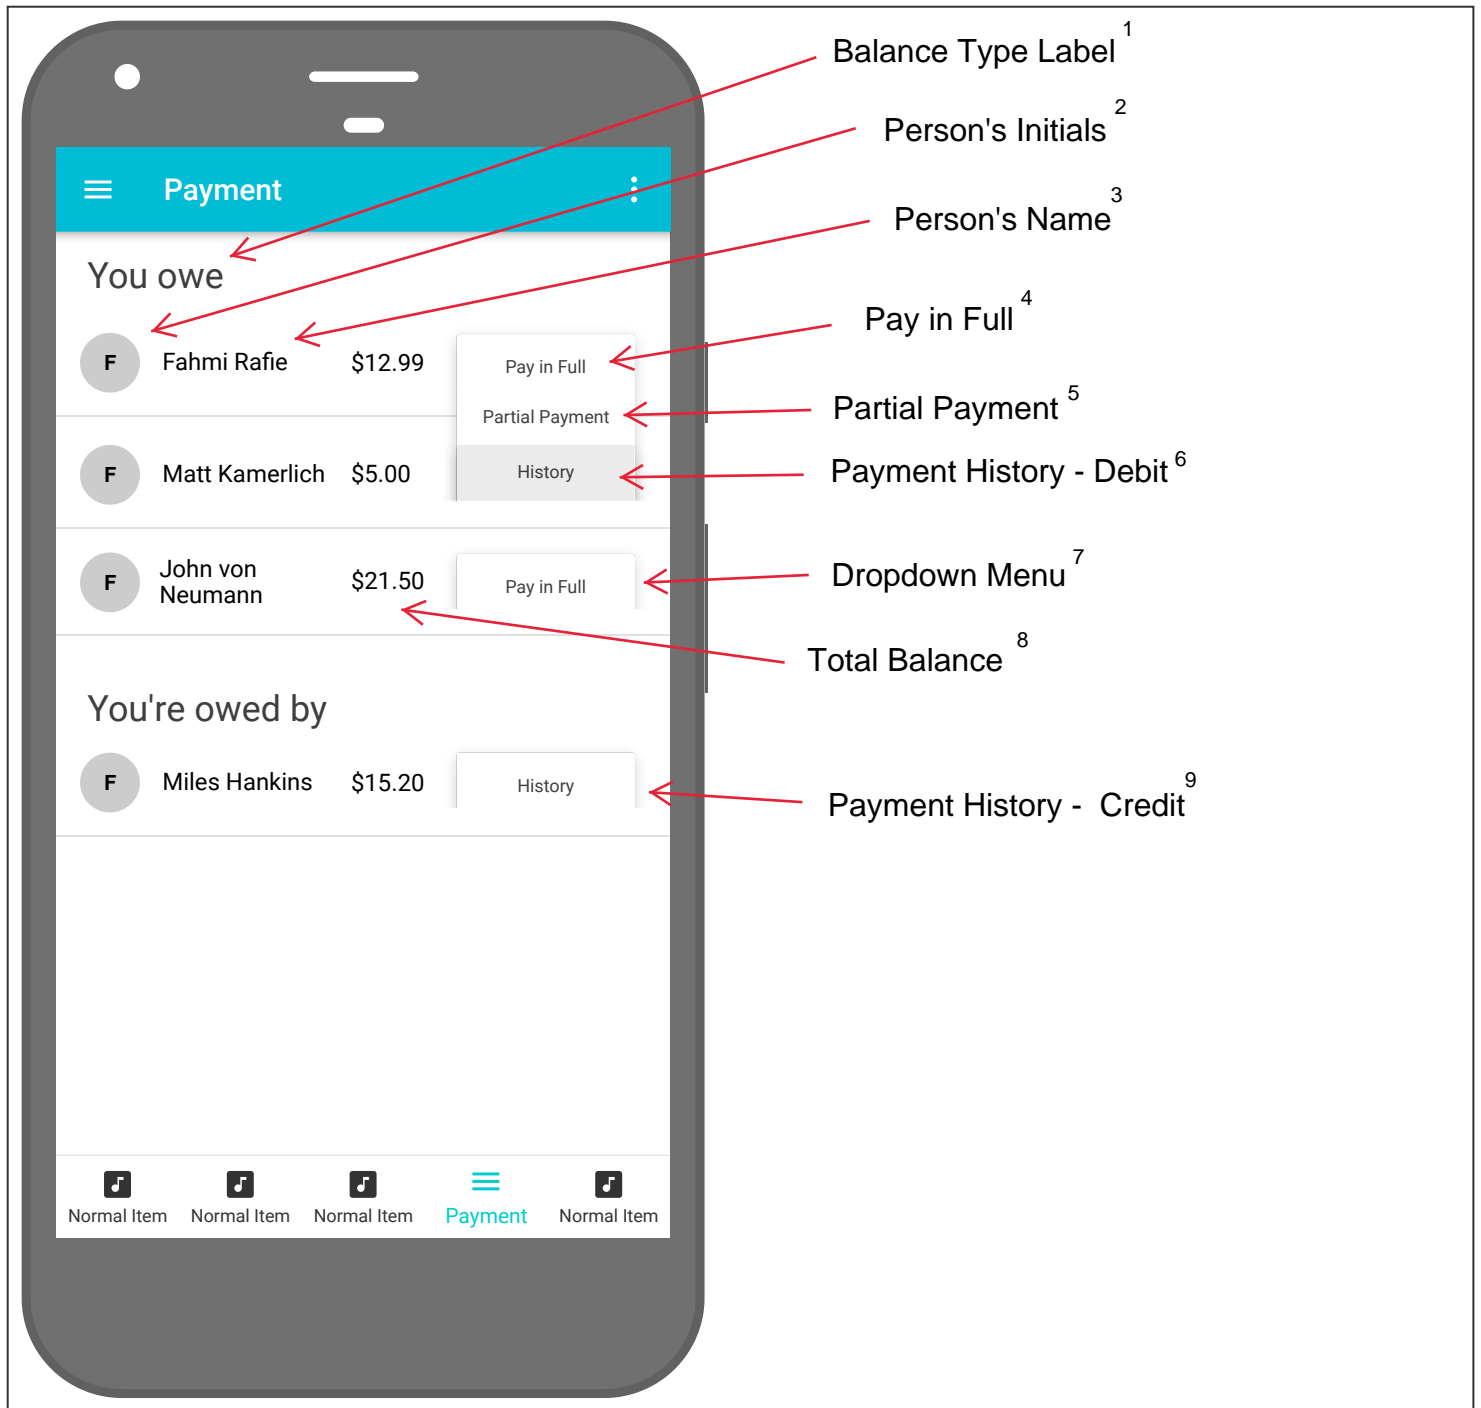 Balance Type Label 1
Person's Initials 2
Payment
Person's Name 3
You owe
Pay in Full 4
F Fahmi Rafie $12.99 Pay in Full
Partial Payment
Partial Payment 5
F Matt Kamerlich $5.00 History
Payment History - Debit 6
John von
Neumann
F $21.50 Pay in Full
Dropdown Menu 7
Total Balance 8
You're owed by
F Miles Hankins $15.20 History
Payment History - Credit 9
Normal Item Normal Item Normal Item Payment Normal Item